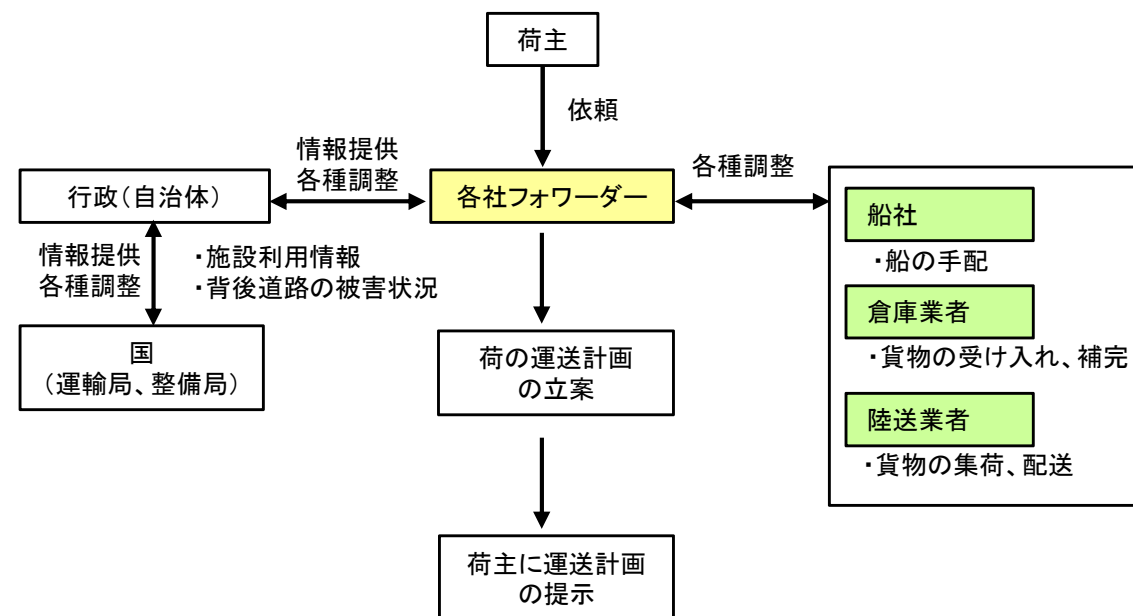 荷主
依頼
情報提供
各種調整
各種調整
行政(自治体)
各社フォワーダー
船社
・船の手配
情報提供
各種調整
・施設利用情報
・背後道路の被害状況
倉庫業者
・貨物の受け入れ、補完
国
(運輸局、整備局)
荷の運送計画
の立案
陸送業者
・貨物の集荷、配送
荷主に運送計画
の提示